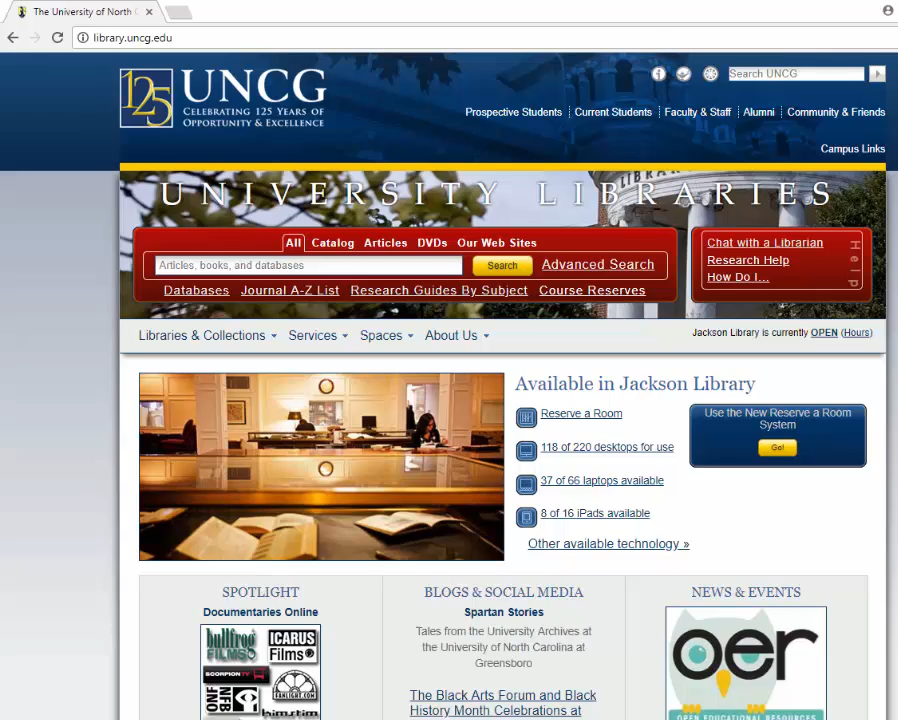 The University of North C
library.uncg.edu
125
UNCG
CELEBRATING 125 YEARS OF
OPPORTUNITY & EXCELLENCE
Search UNCG
Prospective Students
Current Students
Faculty & Staff
Alumni
Community & Friends
Campus Links
UNIVERSITY LIBRARIES
All
Catalog
Articles
DVDs
Our Web Sites
Articles, books, and databases
Search
Advanced Search
Databases
Journal A-Z List
Research Guides By Subject
Course Reserves
Chat with a Librarian
Research Help
How Do I...
Help
Libraries & Collections
Services
Spaces
About Us
Jackson Library is currently OPEN (Hours)
Available in Jackson Library
Reserve a Room
118 of 220 desktops for use
37 of 66 laptops available
8 of 16 iPads available
Other available technology »
Use the New Reserve a Room
System
Go!
SPOTLIGHT
Documentaries Online
bullfrog
FILMS
ICARUS
Films
SCORPION TV
NFB
ONF
FANLIGHT.COM
BLOGS & SOCIAL MEDIA
Spartan Stories
Tales from the University Archives at
the University of North Carolina at
Greensboro
The Black Arts Forum and Black
History Month Celebrations at
NEWS & EVENTS
oer
OPEN EDUCATIONAL RESOURCES